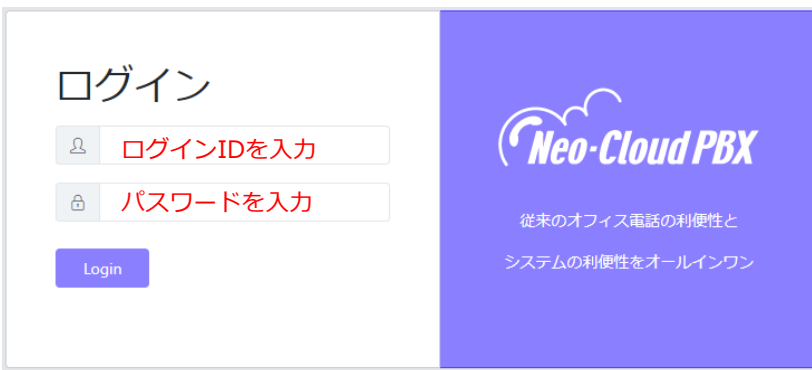 ログイン
ログインIDを入力
パスワードを入力
Login
Neo-Cloud PBX
従来のオフィス電話の利便性と
システムの利便性をオールインワン